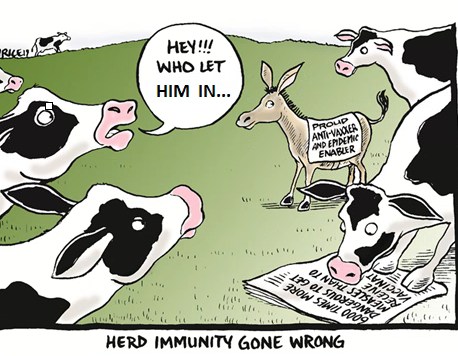 HEY!!!
WHO LET
HIM IN...
PROUD
ANTI-VAXXER
AND EPIDEMIC
ENABLER
6000 TIMES MORE
DANGEROUS TO GET
MEASLES THAN TO
RECEIVE
VACCINE
HERD IMMUNITY GONE WRONG